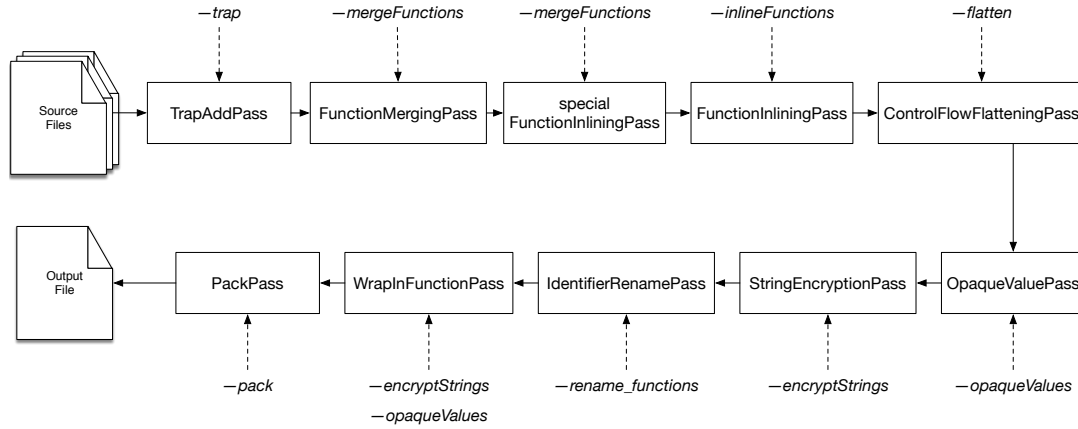 —trap
—mergeFunctions
—mergeFunctions
—inlineFunctions
—flatten
Source
Files
TrapAddPass
FunctionMergingPass
special
FunctionInliningPass
FunctionInliningPass
ControlFlowFlatteningPass
Output
File
PackPass
WrapInFunctionPass
IdentifierRenamePass
StringEncryptionPass
OpaqueValuePass
—pack
—encryptStrings
—opaqueValues
—rename_functions
—encryptStrings
—opaqueValues